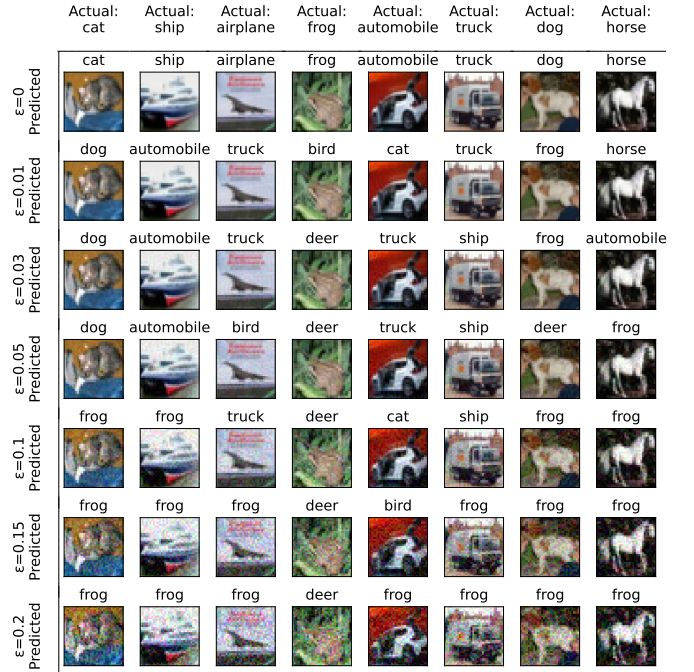 Actual: Actual: Actual: Actual: Actual: Actual: Actual: Actual:
cat ship airplane frog automobile truck dog horse
cat ship airplane frog automobile truck dog horse
ε=0
Predicted
dog automobile truck bird cat truck frog horse
ε=0.01
Predicted
dog automobile truck deer truck ship frog automobile
ε=0.03
Predicted
dog automobile bird deer truck ship deer frog
ε=0.05
Predicted
frog frog truck deer cat ship frog frog
ε=0.1
Predicted
frog frog frog deer bird frog frog frog
ε=0.15
Predicted
frog frog frog deer frog frog frog frog
ε=0.2
Predicted